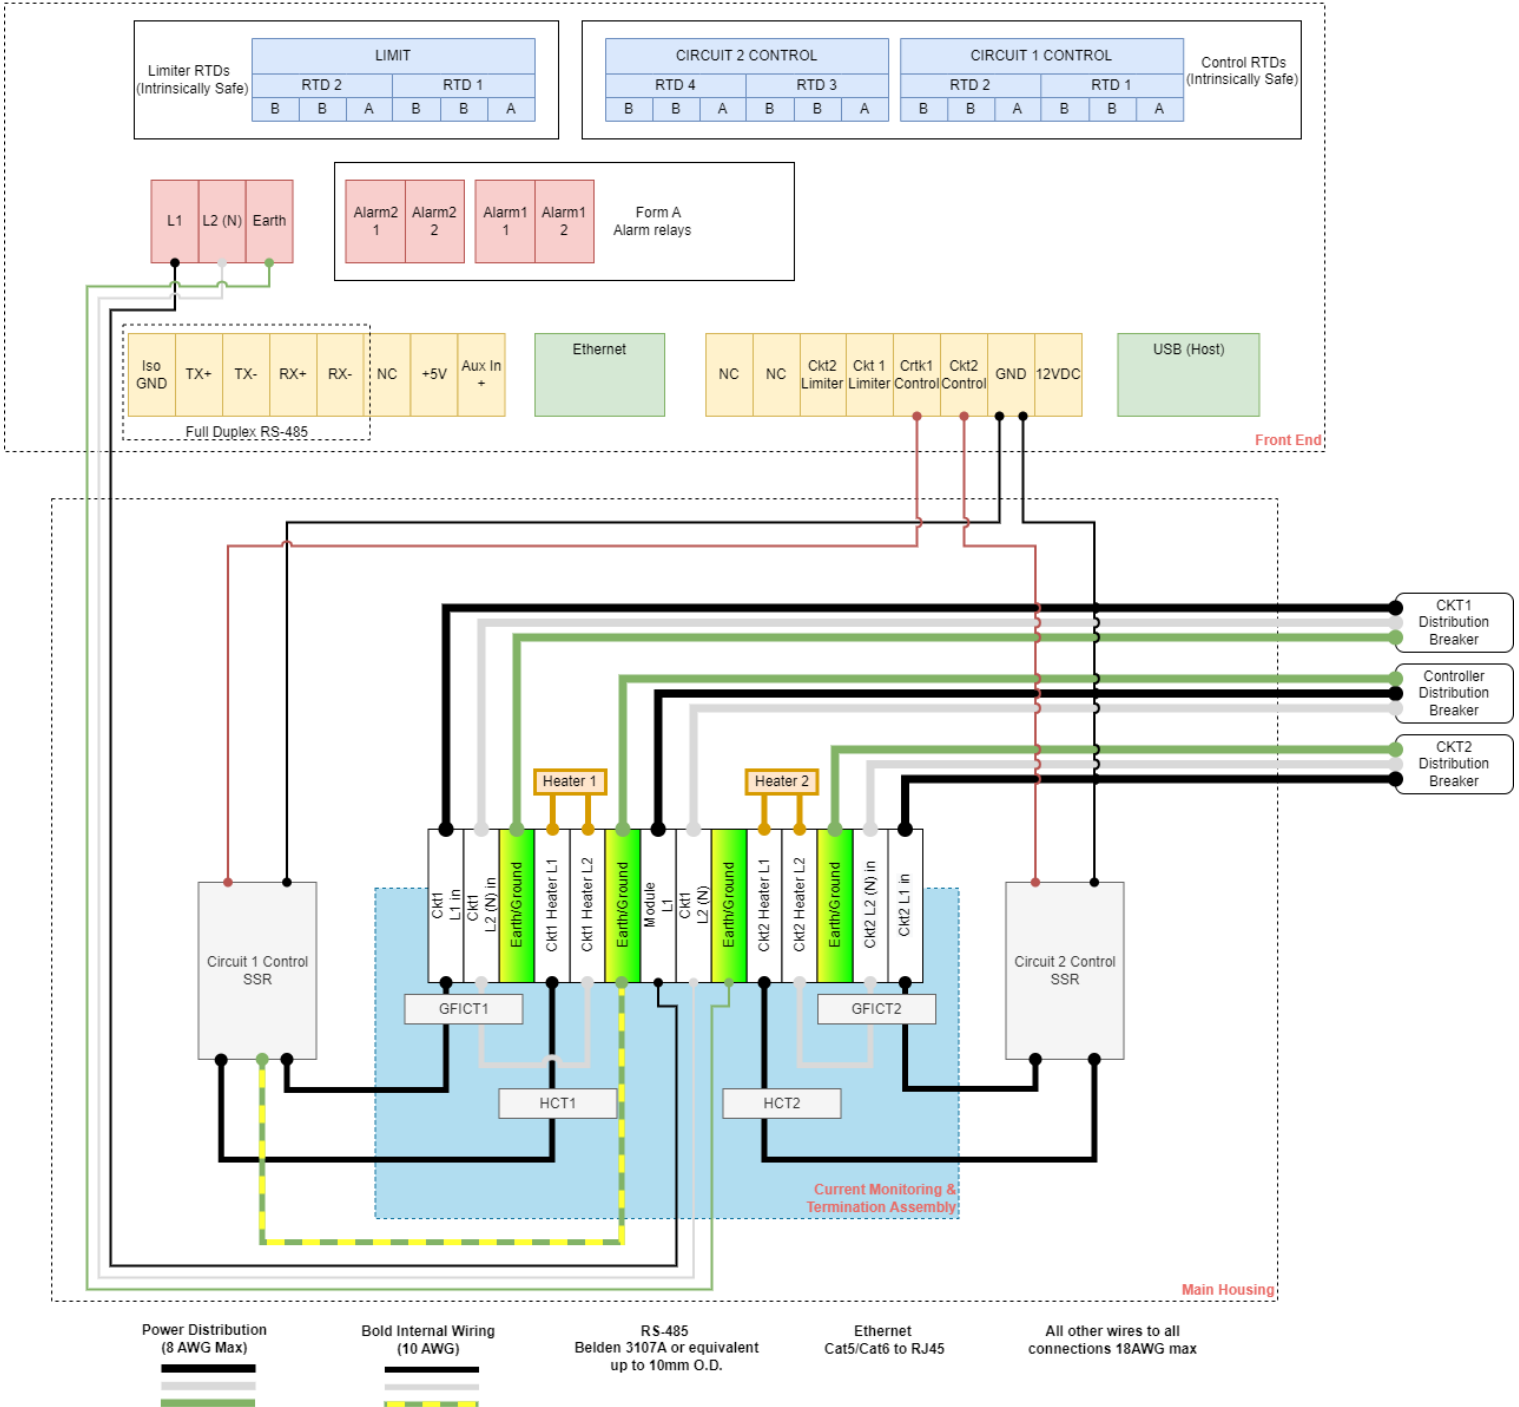 Limiter RTDs
(Intrinsically Safe)
LIMIT
RTD 2
RTD 1
B
B
A
B
B
A
CIRCUIT 2 CONTROL
RTD 4
RTD 3
B
B
A
B
B
A
CIRCUIT 1 CONTROL
RTD 2
RTD 1
B
B
A
B
B
A
Control RTDs
(Intrinsically Safe)
L1
L2 (N)
Earth
Alarm2
1
Alarm2
2
Alarm1
1
Alarm1
2
Form A
Alarm relays
Iso
GND
TX+
TX-
RX+
RX-
NC
+5V
Aux In
+
Full Duplex RS-485
Ethernet
NC
NC
Ckt2
Limiter
Ckt 1
Limiter
Crtk1
Control
Ckt2
Control
GND
12VDC
USB (Host)
Front End
CKT1
Distribution
Breaker
Controller
Distribution
Breaker
CKT2
Distribution
Breaker
Heater 1
Heater 2
Ckt1
L1 in
Ckt1
L2 (N) in
Earth/Ground
Ckt1 Heater L1
Ckt1 Heater L2
Earth/Ground
Module
L1
Ckt1
L2 (N)
Earth/Ground
Ckt2 Heater L1
Ckt2 Heater L2
Earth/Ground
Ckt2 L2 (N) in
Ckt2 L1 in
Circuit 1 Control
SSR
Circuit 2 Control
SSR
GFICT1
GFICT2
HCT1
HCT2
Current Monitoring &
Termination Assembly
Main Housing
Power Distribution
(8 AWG Max)
Bold Internal Wiring
(10 AWG)
RS-485
Belden 3107A or equivalent
up to 10mm O.D.
Ethernet
Cat5/Cat6 to RJ45
All other wires to all
connections 18AWG max